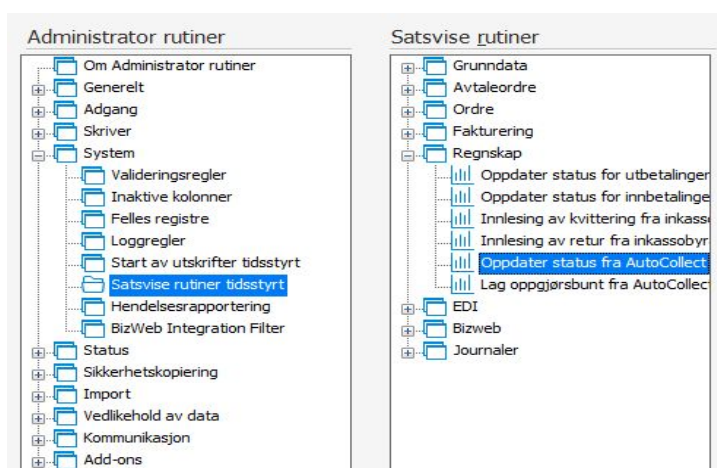 Administrator rutiner
Om Administrator rutiner
Generelt
Adgang
Skriver
System
Valideringsregler
Inaktive kolonner
Felles registre
Loggregler
Start av utskrifter tidsstyrt
Satsvise rutiner tidsstyrt
Hendelsesrapportering
BizWeb Integration Filter
Status
Sikkerhetskopiering
Import
Vedlikehold av data
Kommunikasjon
Add-ons
Satsvise rutiner
Grunndata
Avtaleordre
Ordre
Fakturering
Regnskap
Oppdater status for utbetalinger
Oppdater status for innbetalinge
Innlesing av kvittering fra inkass
Innlesing av retur fra inkassobyr
Oppdater status fra AutoCollect
Lag oppgjørsbunt fra AutoCollec
EDI
Bizweb
Journaler